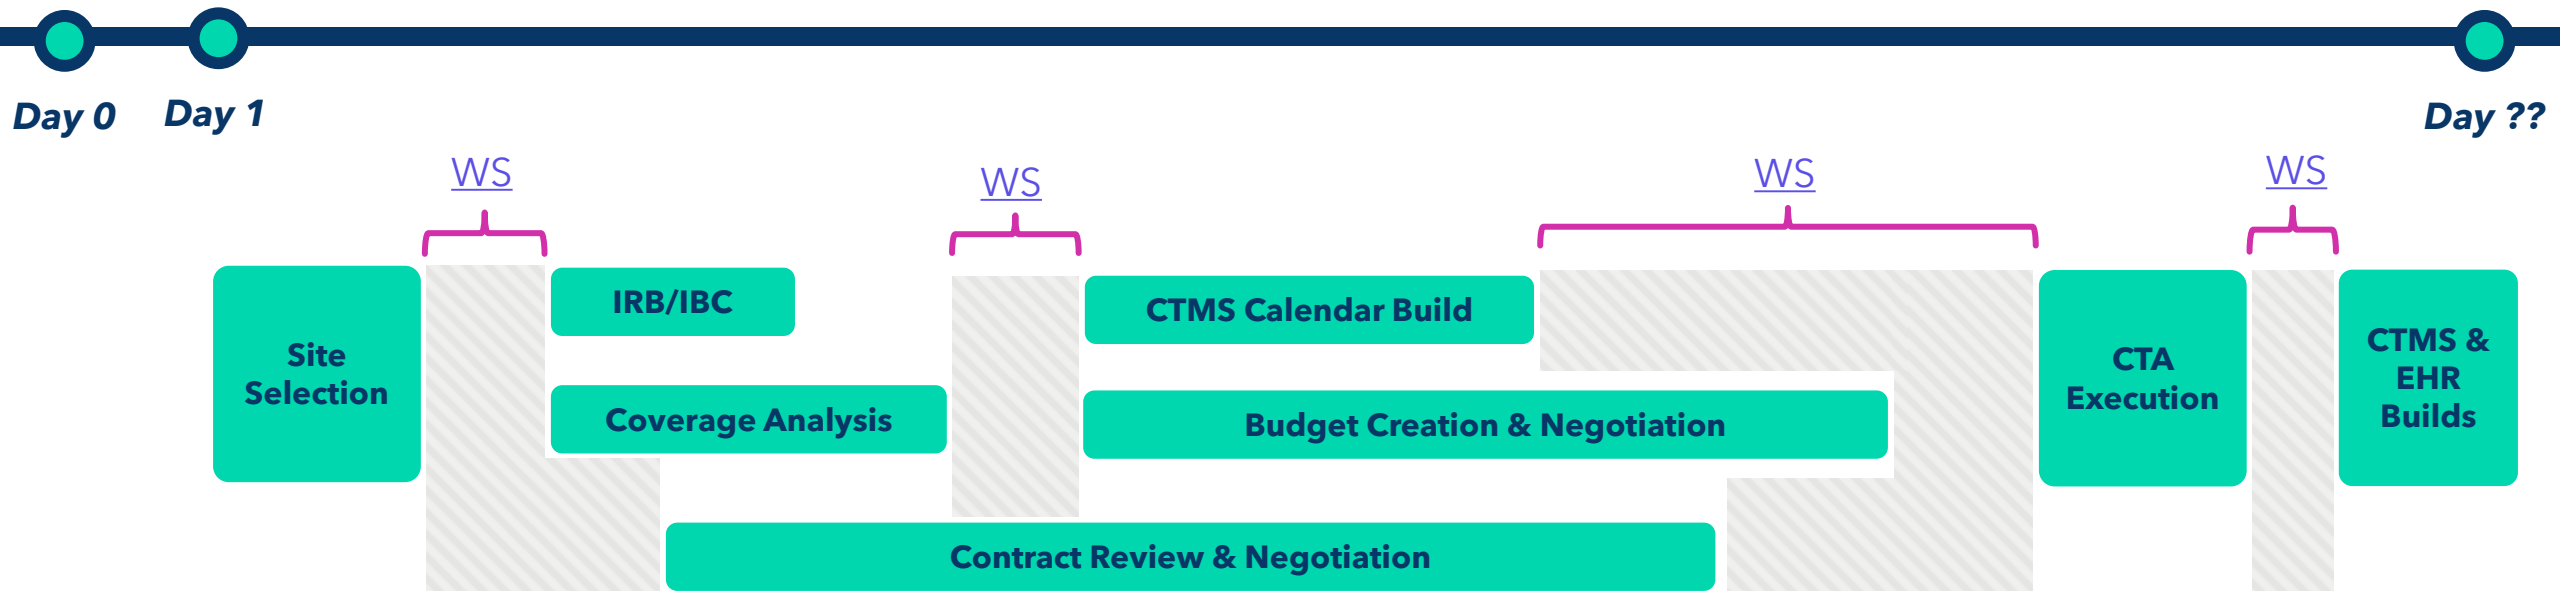 Day 0
Day 1
Day ??
WS
WS
WS
WS
Site
Selection
IRB/IBC
Coverage Analysis
CTMS Calendar Build
Budget Creation & Negotiation
Contract Review & Negotiation
CTA
Execution
CTMS &
EHR
Builds